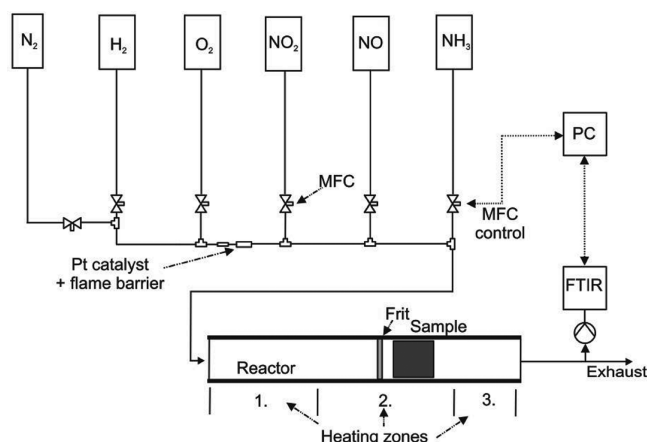 N₂
H₂
O₂
NO₂
NO
NH₃
PC
MFC
MFC
control
Pt catalyst
+ flame barrier
FTIR
Frit
Sample
Reactor
Exhaust
1.
2.
3.
Heating zones